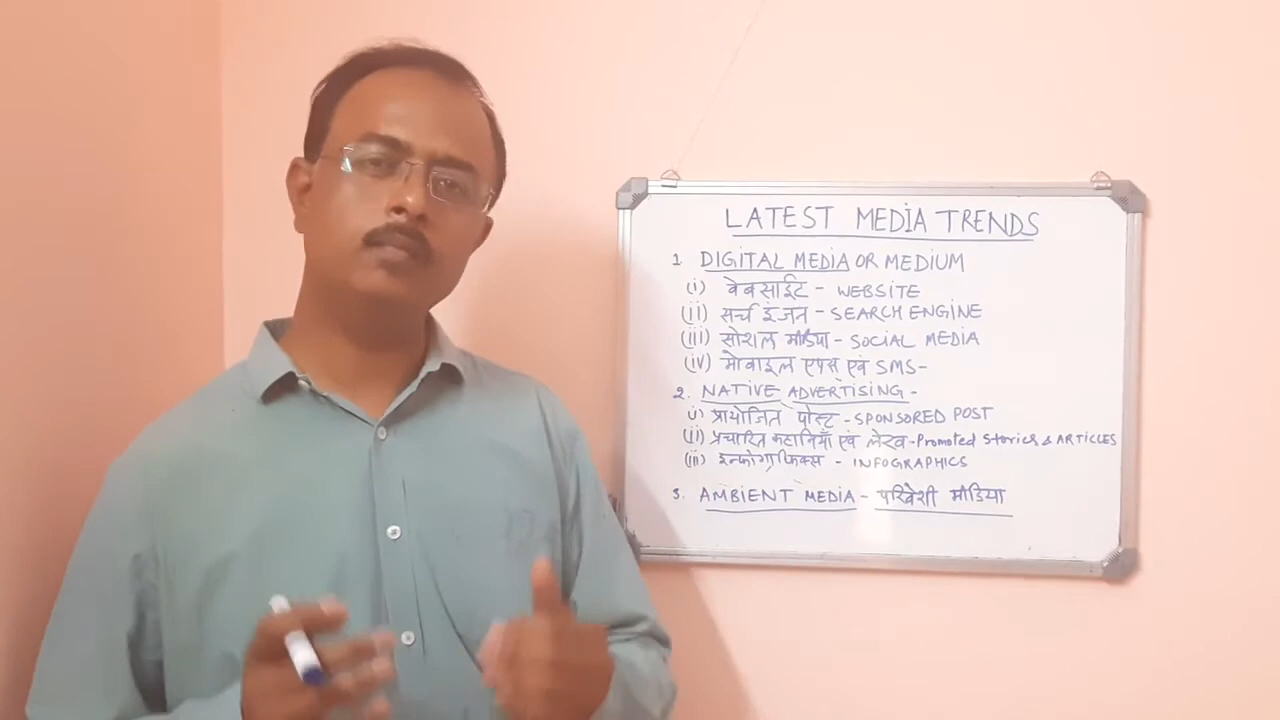 LATEST MEDIA TRENDS
1. DIGITAL MEDIA OR MEDIUM
(i) वेबसाईट - WEBSITE
(ii) सर्च इंजन - SEARCH ENGINE
(iii) सोशल मीडिया - SOCIAL MEDIA
(iv) मोबाइल एप्स एवं SMS-
2. NATIVE ADVERTISING -
(i) प्रायोजित पोस्ट - SPONSORED POST
(ii) प्रचारित कहानियाँ एवं लेख - Promoted Stories & ARTICLES
(iii) इन्फोग्राफिक्स - INFOGRAPHICS
3. AMBIENT MEDIA - परिवेशी मीडिया